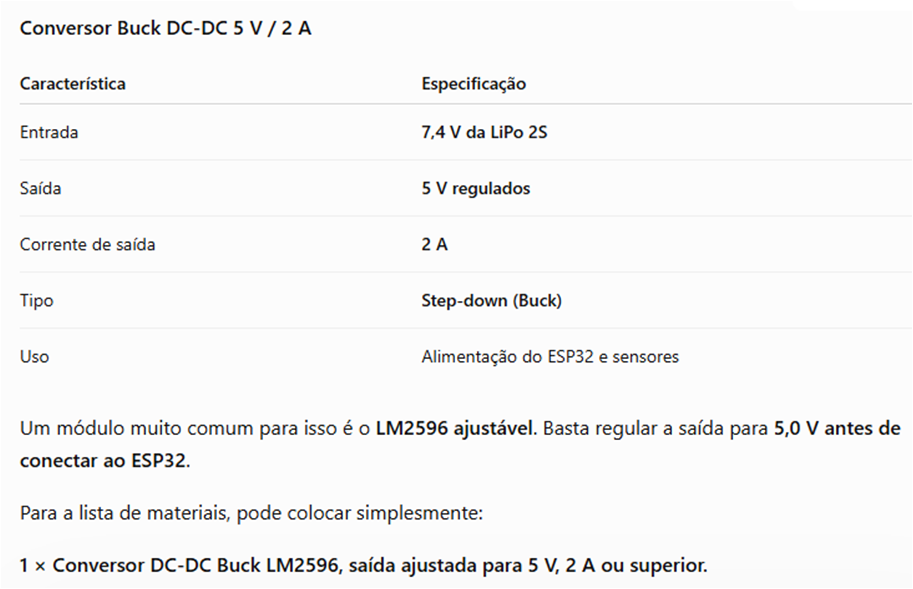 Conversor Buck DC-DC 5 V / 2 A
Característica Especificação
Entrada 7,4 V da LiPo 2S
Saída 5 V regulados
Corrente de saída 2 A
Tipo Step-down (Buck)
Uso Alimentação do ESP32 e sensores
Um módulo muito comum para isso é o LM2596 ajustável. Basta regular a saída para 5,0 V antes de
conectar ao ESP32.
Para a lista de materiais, pode colocar simplesmente:
1 × Conversor DC-DC Buck LM2596, saída ajustada para 5 V, 2 A ou superior.